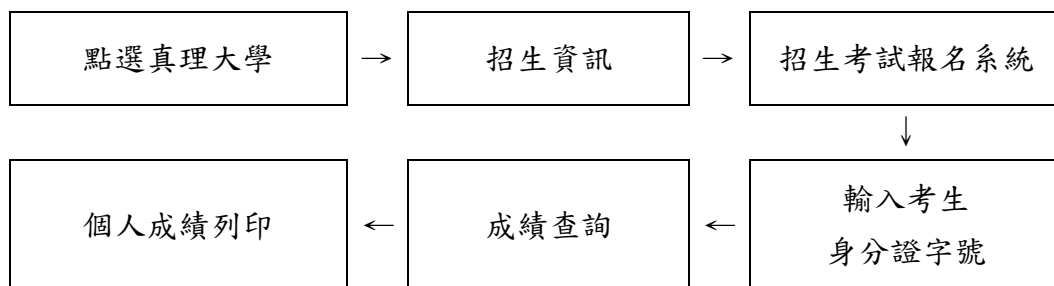 點選真理大學 → 招生資訊 → 招生考試報名系統
↓
輸入考生
身分證字號
←
成績查詢
←
個人成績列印